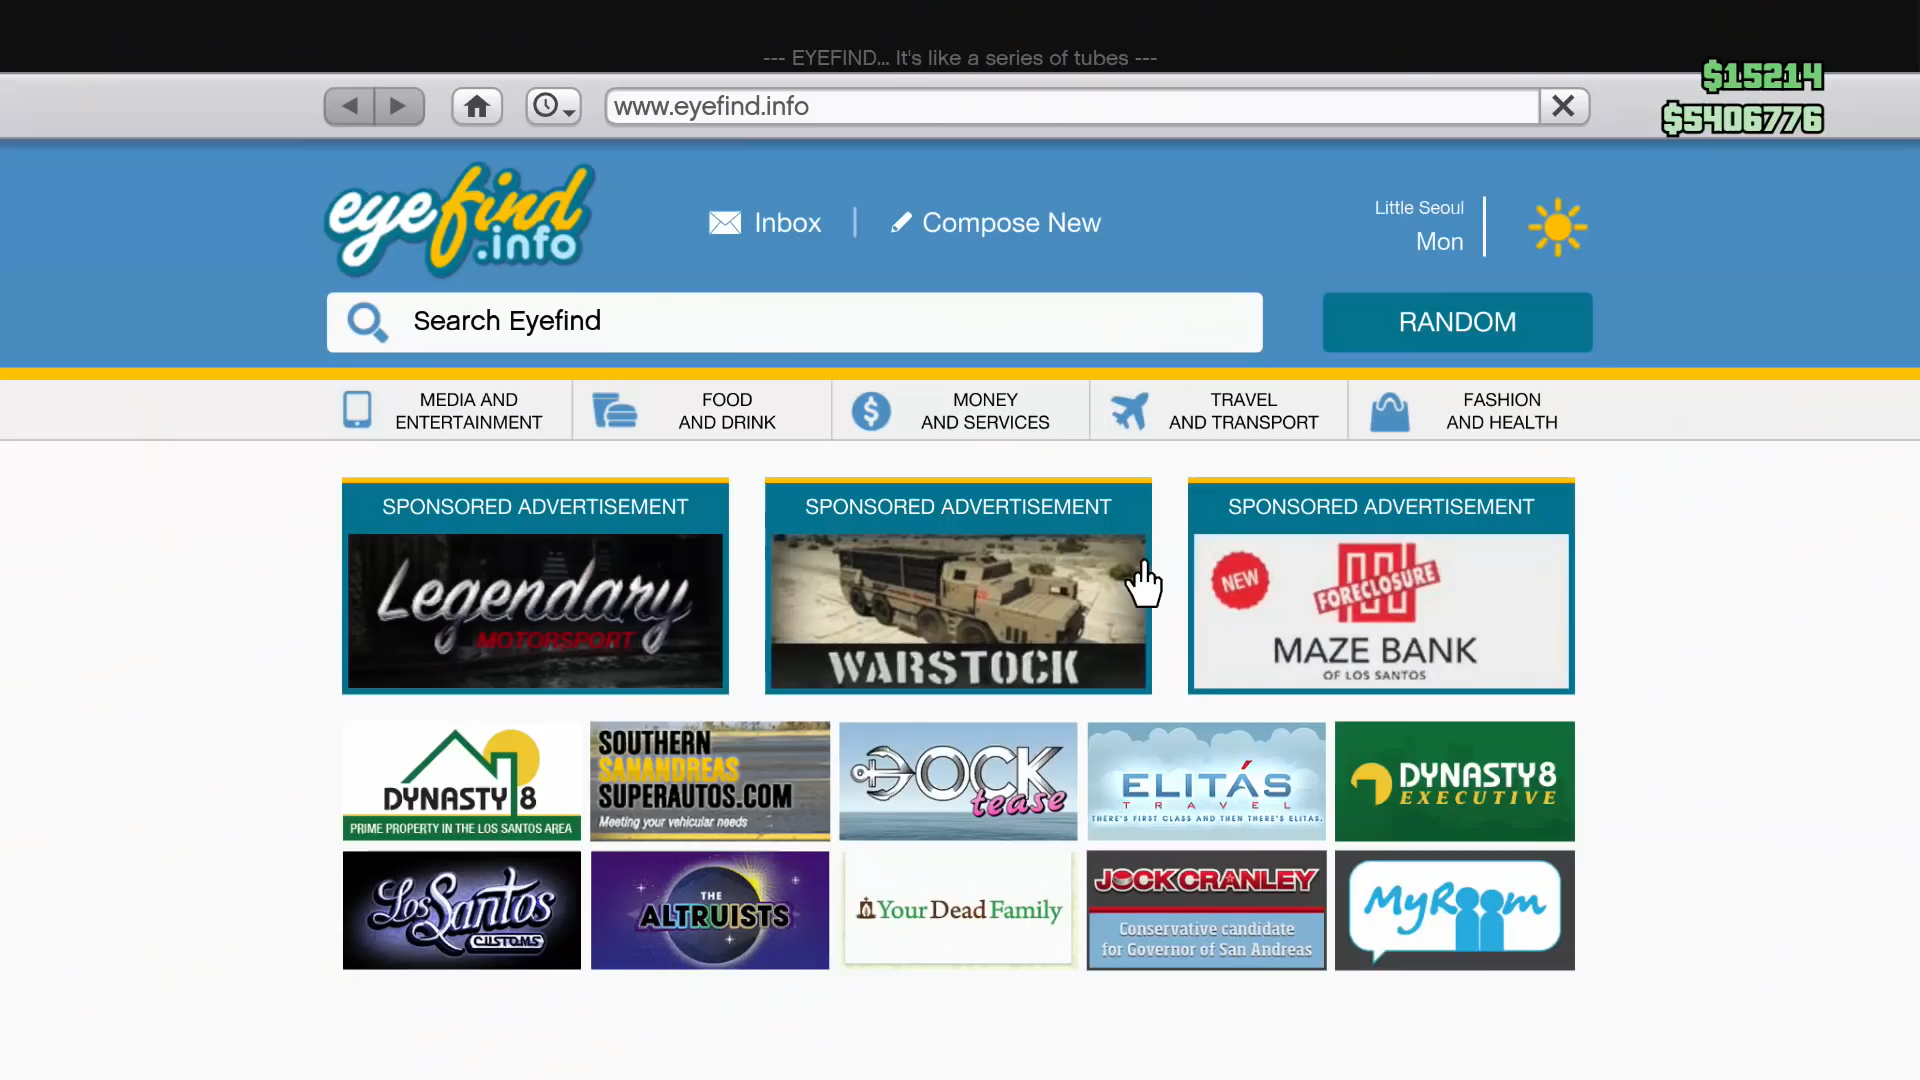 --- EYEFIND... It's like a series of tubes ---
$15214
www.eyefind.info
$5406776
eyefind
.info
Inbox
Compose New
Little Seoul
Mon
Search Eyefind
RANDOM
MEDIA AND
ENTERTAINMENT
FOOD
AND DRINK
MONEY
AND SERVICES
TRAVEL
AND TRANSPORT
FASHION
AND HEALTH
SPONSORED ADVERTISEMENT
Legendary
MOTORSPORT
SPONSORED ADVERTISEMENT
WARSTOCK
SPONSORED ADVERTISEMENT
NEW
FORECLOSURE
MAZE BANK
OF LOS SANTOS
DYNASTY 8
PRIME PROPERTY IN THE LOS SANTOS AREA
SOUTHERN
SANANDREAS
SUPERAUTOS.COM
Meeting your vehicular needs
DOCK
tease
ELITÁS
TRAVEL
THERE'S FIRST CLASS AND THEN THERE'S ELITAS.
DYNASTY8
EXECUTIVE
Los Santos
CUSTOMS
THE
ALTRUISTS
Your Dead Family
JOCK CRANLEY
Conservative candidate
for Governor of San Andreas
MyRoom